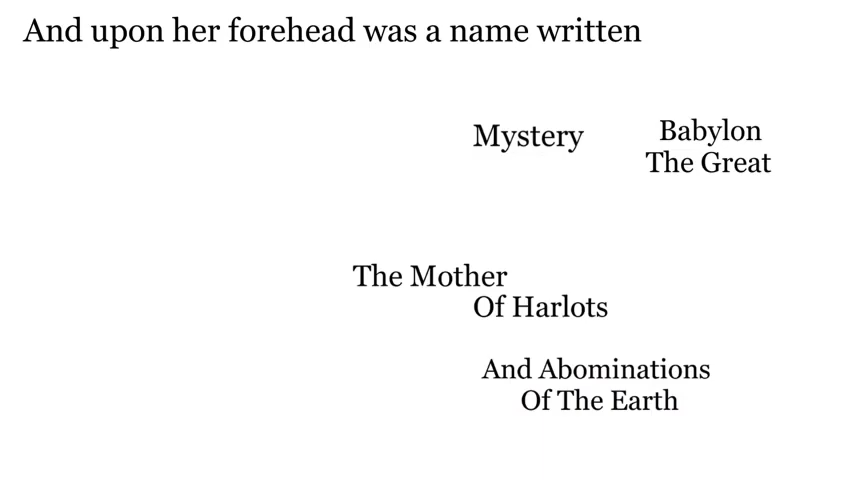 And upon her forehead was a name written
Mystery
Babylon
The Great
The Mother
Of Harlots
And Abominations
Of The Earth